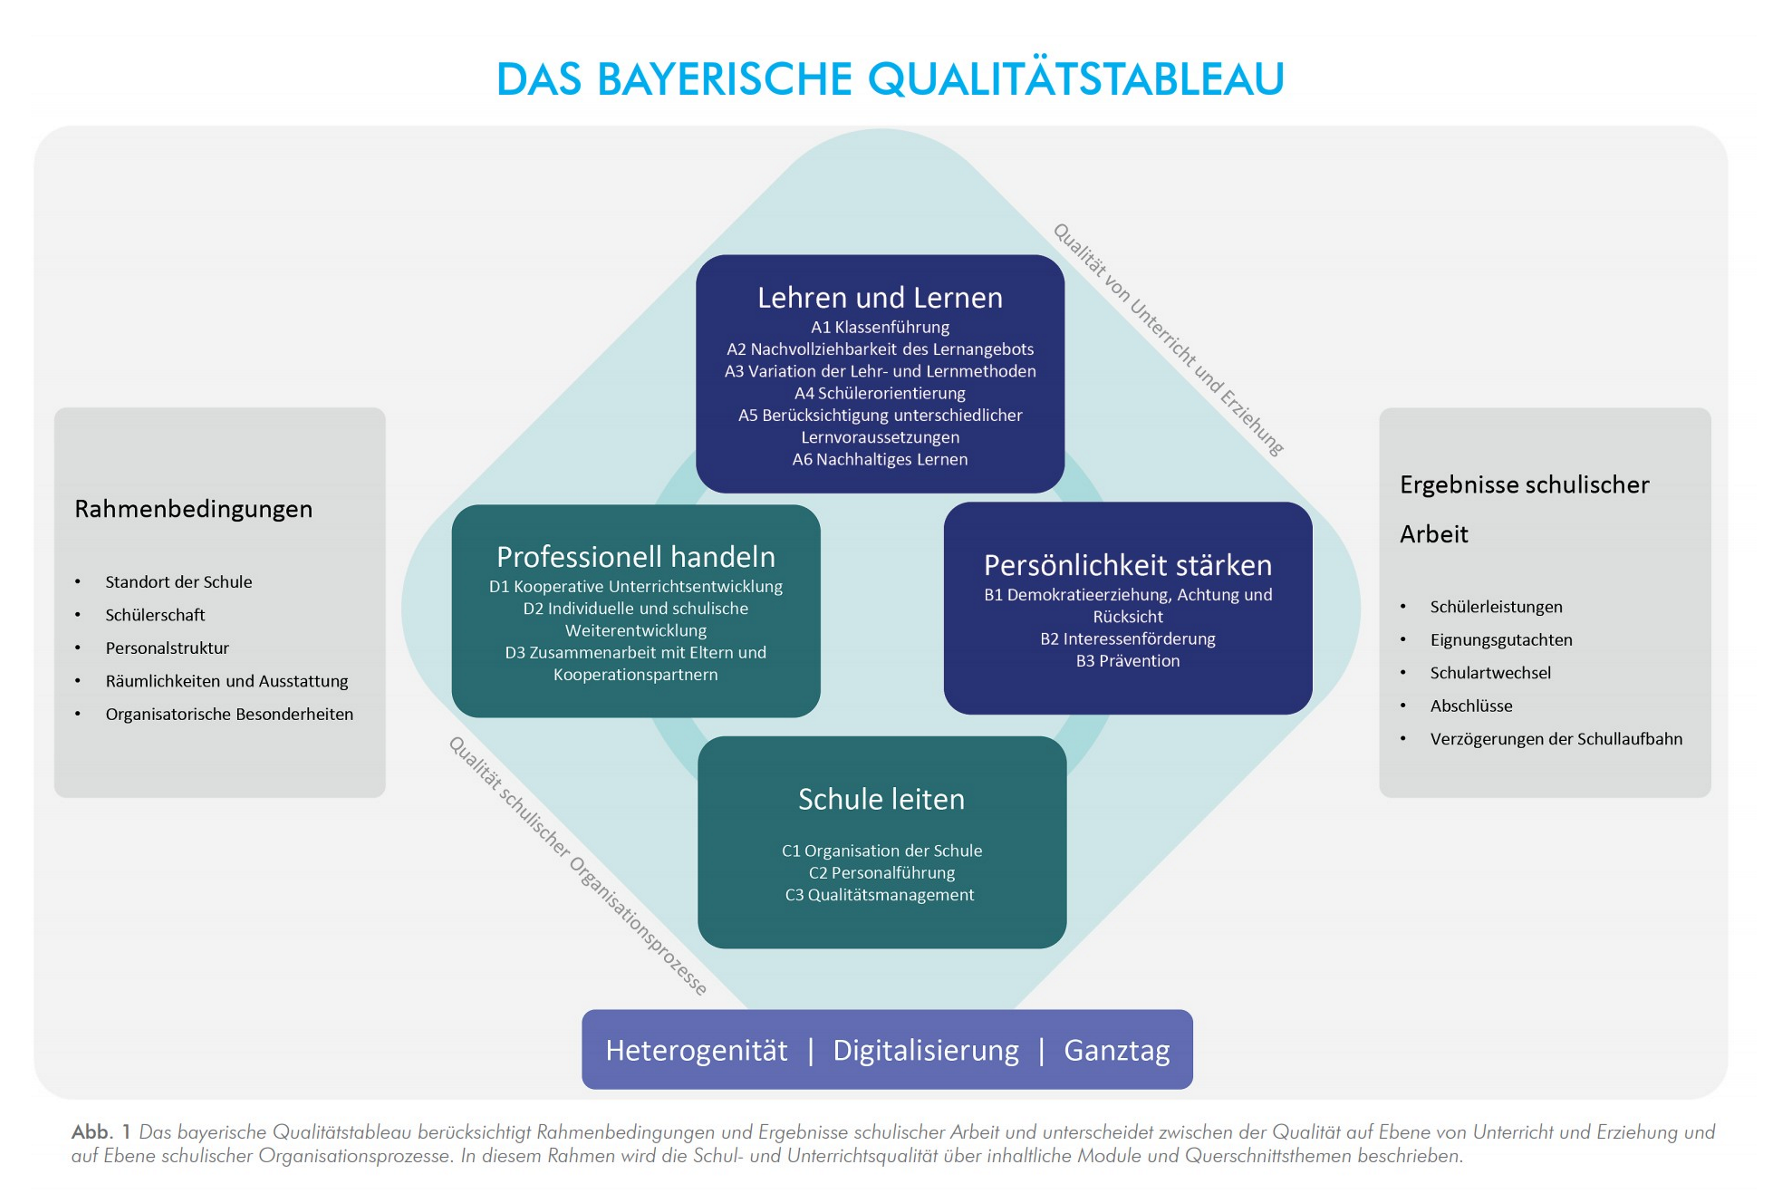 DAS BAYERISCHE QUALITÄTSTABLEAU
Qualität von Unterricht und Erziehung
Lehren und Lernen
A1 Klassenführung
A2 Nachvollziehbarkeit des Lernangebots
A3 Variation der Lehr- und Lernmethoden
A4 Schülerorientierung
A5 Berücksichtigung unterschiedlicher
Lernvoraussetzungen
A6 Nachhaltiges Lernen
Rahmenbedingungen
• Standort der Schule
• Schülerschaft
• Personalstruktur
• Räumlichkeiten und Ausstattung
• Organisatorische Besonderheiten
Professionell handeln
D1 Kooperative Unterrichtsentwicklung
D2 Individuelle und schulische
Weiterentwicklung
D3 Zusammenarbeit mit Eltern und
Kooperationspartnern
Persönlichkeit stärken
B1 Demokratieerziehung, Achtung und
Rücksicht
B2 Interessenförderung
B3 Prävention
Ergebnisse schulischer
Arbeit
• Schülerleistungen
• Eignungsgutachten
• Schulartwechsel
• Abschlüsse
• Verzögerungen der Schullaufbahn
Qualität schulischer Organisationsprozesse
Schule leiten
C1 Organisation der Schule
C2 Personalführung
C3 Qualitätsmanagement
Heterogenität | Digitalisierung | Ganztag
Abb. 1 Das bayerische Qualitätstableau berücksichtigt Rahmenbedingungen und Ergebnisse schulischer Arbeit und unterscheidet zwischen der Qualität auf Ebene von Unterricht und Erziehung und
auf Ebene schulischer Organisationsprozesse. In diesem Rahmen wird die Schul- und Unterrichtsqualität über inhaltliche Module und Querschnittsthemen beschrieben.